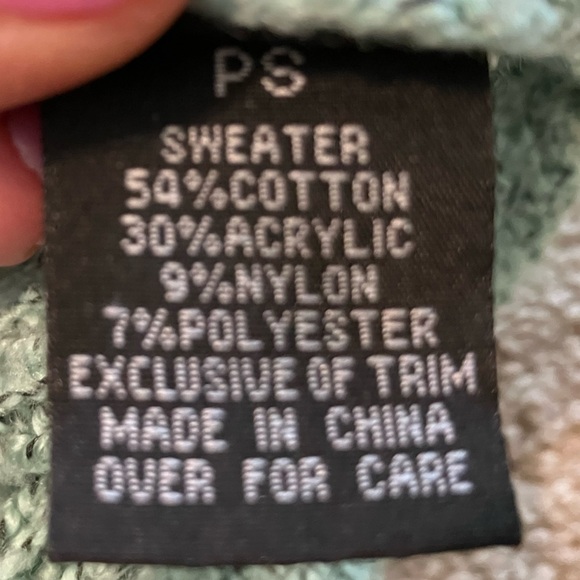 PS
SWEATER
54%COTTON
30%ACRYLIC
9%NYLON
7%POLYESTER
EXCLUSIVE OF TRIM
MADE IN CHINA
OVER FOR CARE